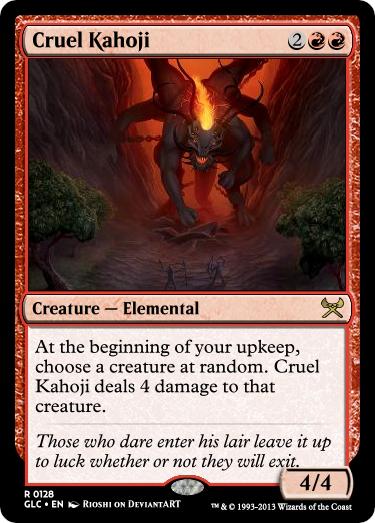 Cruel Kahoji 2
Creature — Elemental
At the beginning of your upkeep,
choose a creature at random. Cruel
Kahoji deals 4 damage to that
creature.
Those who dare enter his lair leave it up
to luck whether or not they will exit.
4/4
R 0128
GLC • EN Rioshi on DeviantART
™ & © 1993-2013 Wizards of the Coast